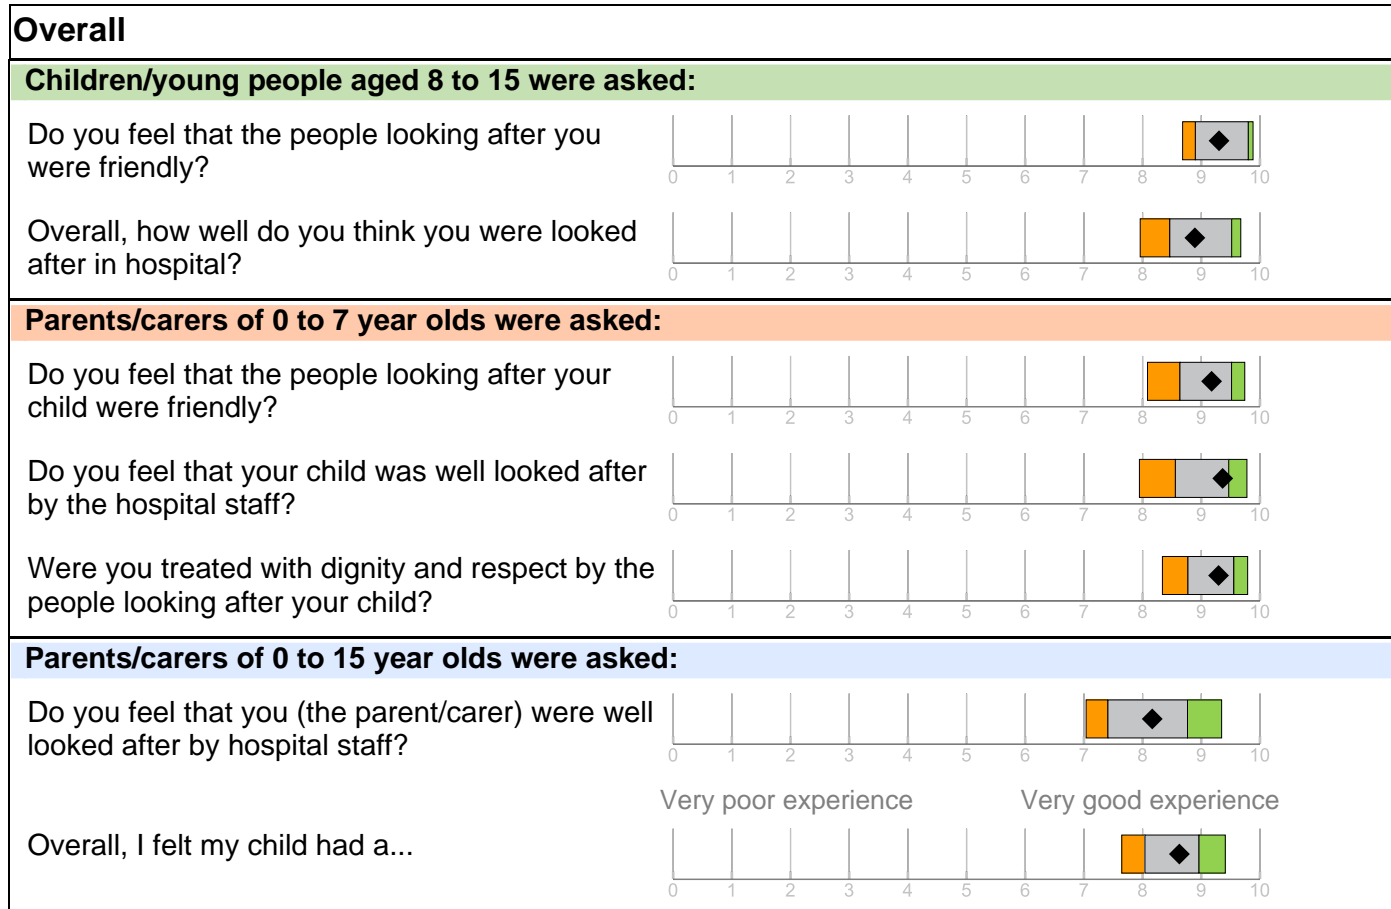 Overall
Children/young people aged 8 to 15 were asked:
Do you feel that the people looking after you
were friendly?
0 1 2 3 4 5 6 7 8 9 10
Overall, how well do you think you were looked
after in hospital?
0 1 2 3 4 5 6 7 8 9 10
Parents/carers of 0 to 7 year olds were asked:
Do you feel that the people looking after your
child were friendly?
0 1 2 3 4 5 6 7 8 9 10
Do you feel that your child was well looked after
by the hospital staff?
0 1 2 3 4 5 6 7 8 9 10
Were you treated with dignity and respect by the
people looking after your child?
0 1 2 3 4 5 6 7 8 9 10
Parents/carers of 0 to 15 year olds were asked:
Do you feel that you (the parent/carer) were well
looked after by hospital staff?
0 1 2 3 4 5 6 7 8 9 10
Very poor experience Very good experience
Overall, I felt my child had a...
0 1 2 3 4 5 6 7 8 9 10